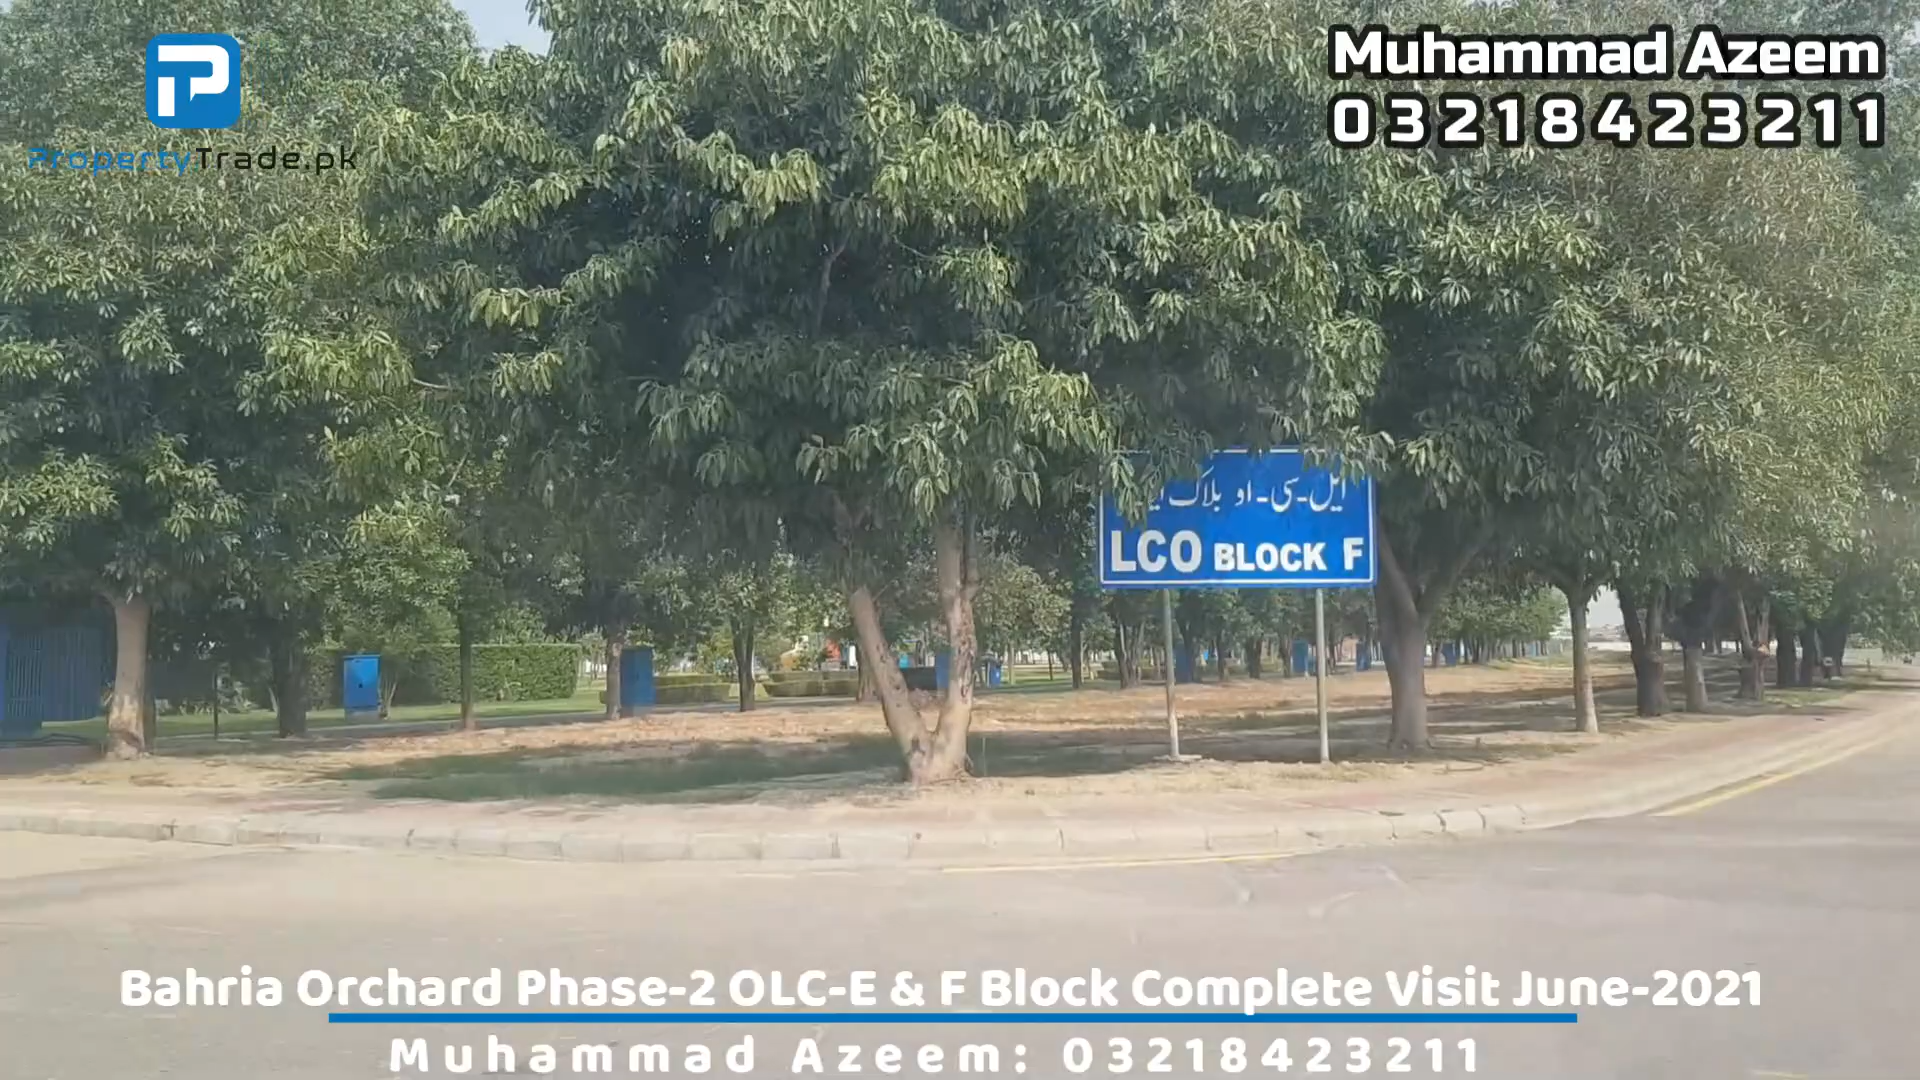 PropertyTrade.pk
Muhammad Azeem
03218423211
ایل۔سی۔او بلاک
LCO BLOCK F
Bahria Orchard Phase-2 OLC-E & F Block Complete Visit June-2021
Muhammad Azeem: 03218423211